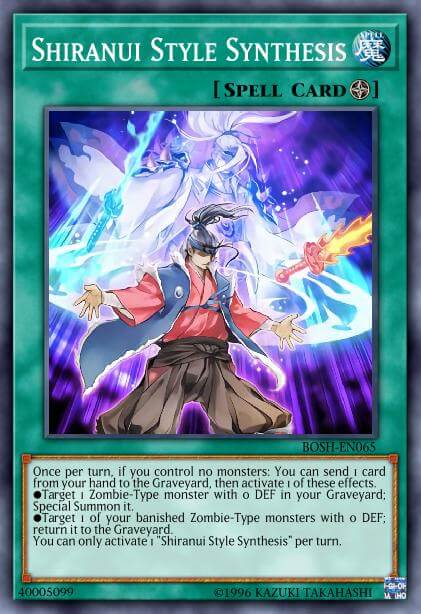 SHIRANUI STYLE SYNTHESIS
SPELL
魔
[SPELL CARD]
BOSH-EN065
Once per turn, if you control no monsters: You can send 1 card
from your hand to the Graveyard, then activate 1 of these effects.
●Target 1 Zombie-Type monster with 0 DEF in your Graveyard;
Special Summon it.
●Target 1 of your banished Zombie-Type monsters with 0 DEF;
return it to the Graveyard.
You can only activate 1 "Shiranui Style Synthesis" per turn.
40005099
©1996 KAZUKI TAKAHASHI